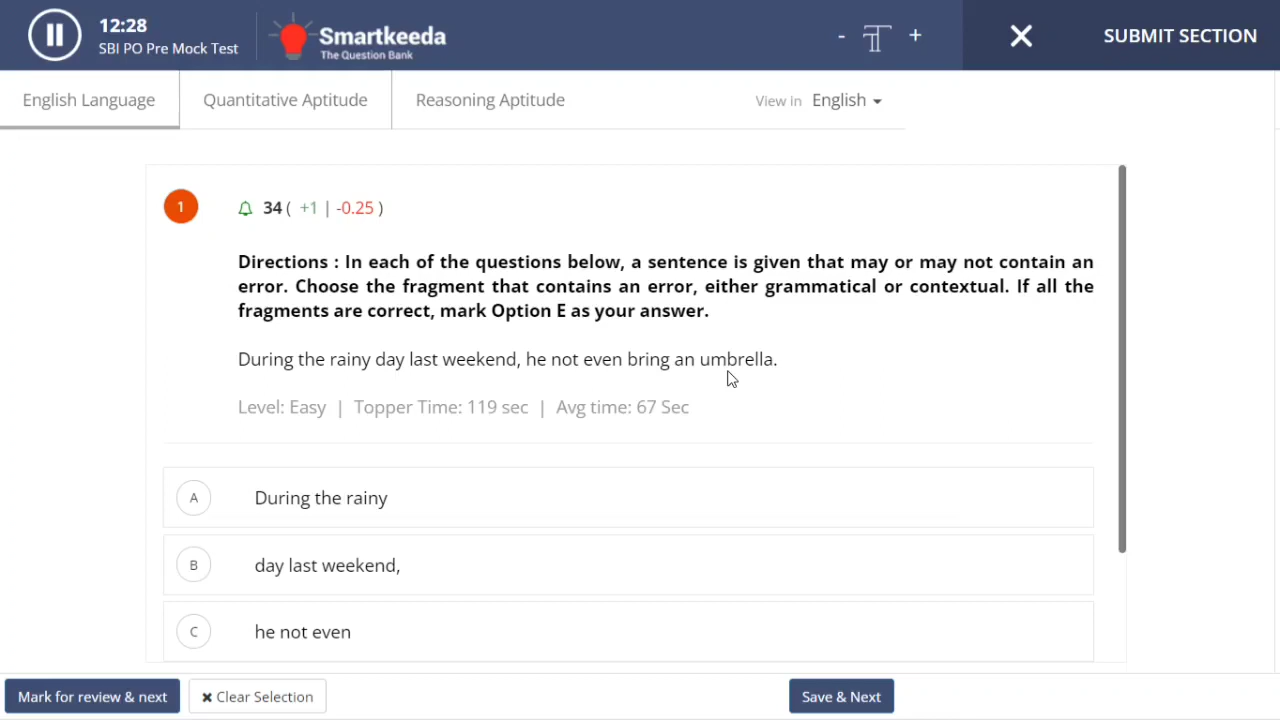 12:28
SBI PO Pre Mock Test
Smartkeeda
The Question Bank
- T +
SUBMIT SECTION
English Language
Quantitative Aptitude
Reasoning Aptitude
View In English
1
34 ( +1 | -0.25 )
Directions : In each of the questions below, a sentence is given that may or may not contain an
error. Choose the fragment that contains an error, either grammatical or contextual. If all the
fragments are correct, mark Option E as your answer.
During the rainy day last weekend, he not even bring an umbrella.
Level: Easy | Topper Time: 119 sec | Avg time: 67 Sec
A During the rainy
B day last weekend,
C he not even
Mark for review & next
Clear Selection
Save & Next